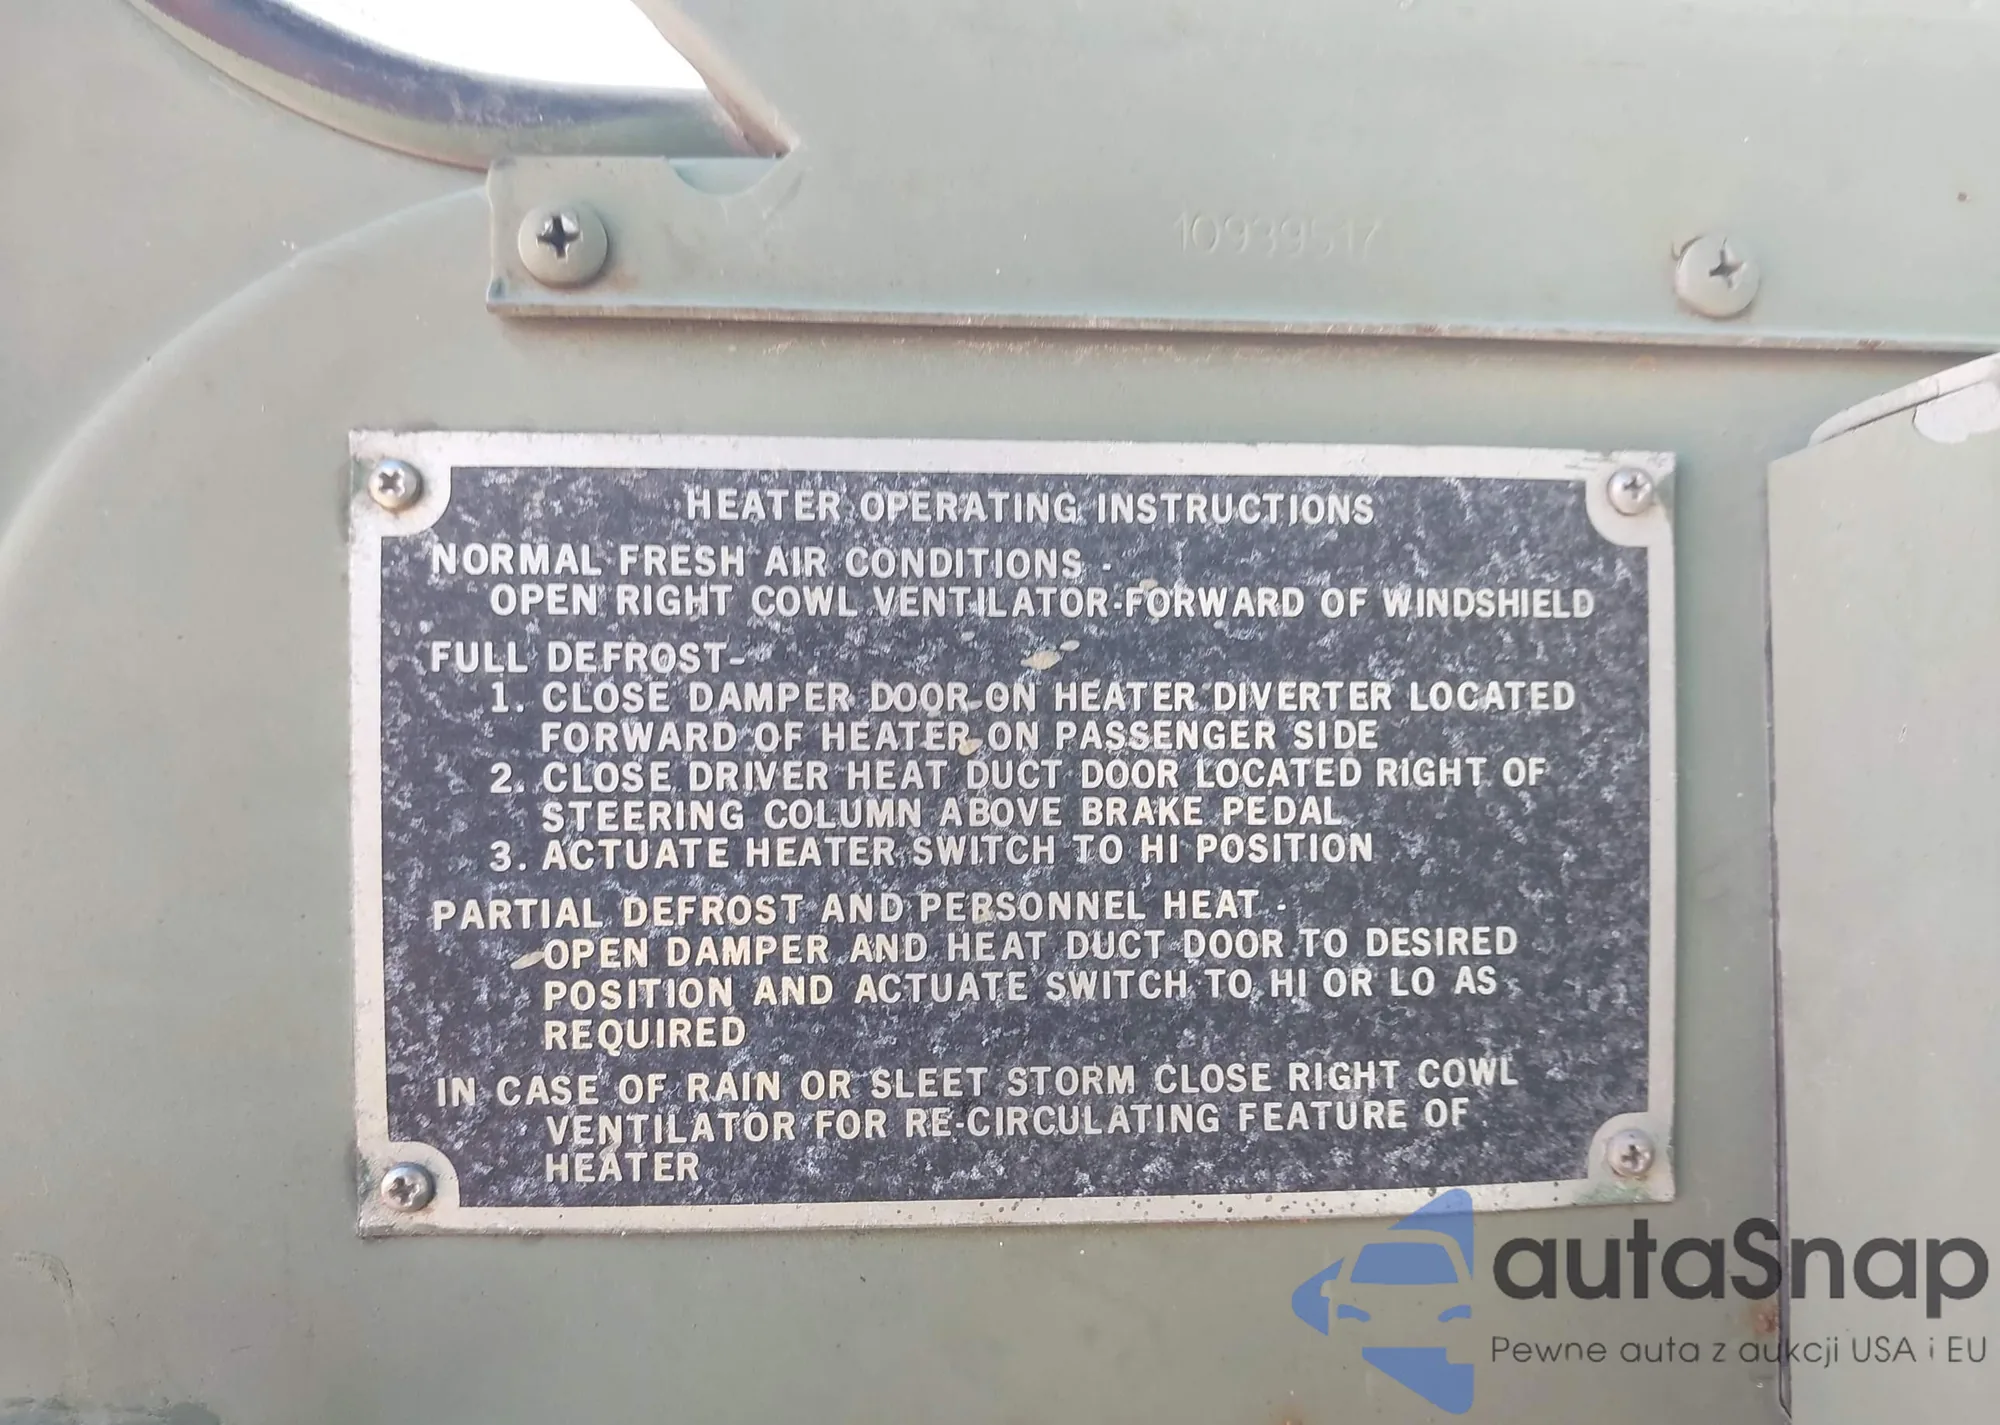 10939517
HEATER OPERATING INSTRUCTIONS
NORMAL FRESH AIR CONDITIONS -
OPEN RIGHT COWL VENTILATOR-FORWARD OF WINDSHIELD
FULL DEFROST-
1. CLOSE DAMPER DOOR ON HEATER DIVERTER LOCATED
FORWARD OF HEATER ON PASSENGER SIDE
2. CLOSE DRIVER HEAT DUCT DOOR LOCATED RIGHT OF
STEERING COLUMN ABOVE BRAKE PEDAL
3. ACTUATE HEATER SWITCH TO HI POSITION
PARTIAL DEFROST AND PERSONNEL HEAT -
OPEN DAMPER AND HEAT DUCT DOOR TO DESIRED
POSITION AND ACTUATE SWITCH TO HI OR LO AS
REQUIRED
IN CASE OF RAIN OR SLEET STORM CLOSE RIGHT COWL
VENTILATOR FOR RE-CIRCULATING FEATURE OF
HEATER
autaSnap
Pewne auta z aukcji USA i EU